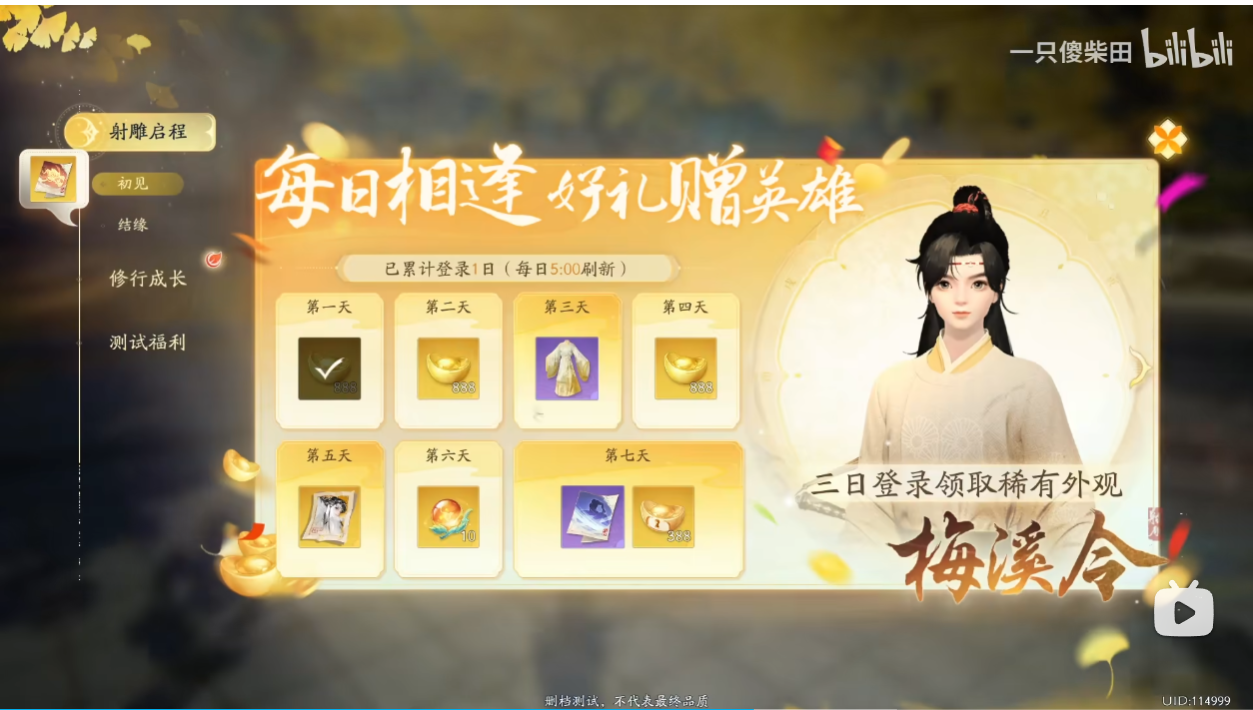 一只傻柴田 bilibili
射雕启程
初见
结缘
修行成长
测试福利
每日相逢 好礼赠英雄
已累计登录1日（每日5:00刷新）
第一天
888
第二天
888
第三天
第四天
888
第五天
第六天
10
第七天
388
三日登录领取稀有外观
梅溪令
删档测试，不代表最终品质
UID:114999